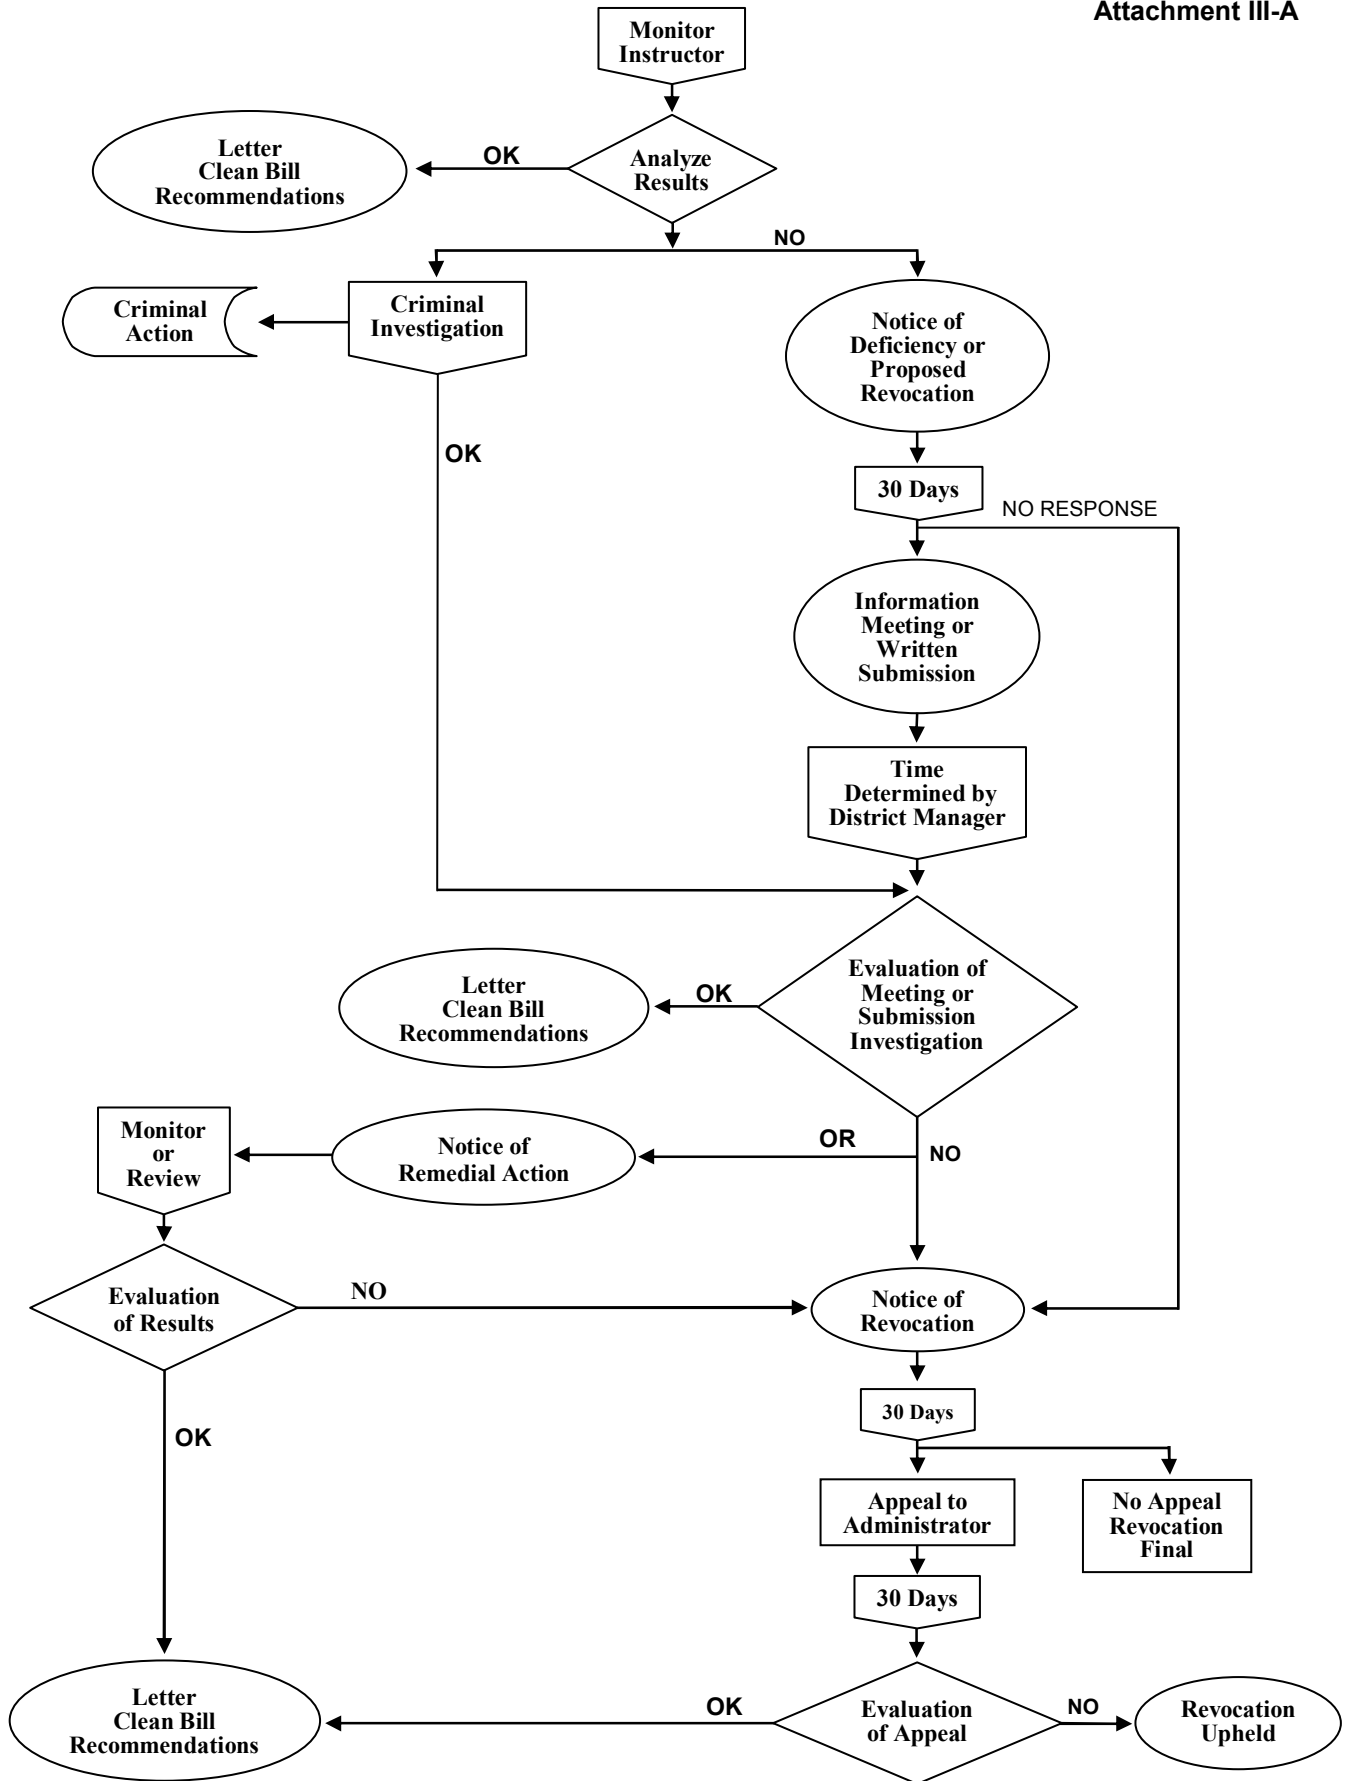 Attachment III-A
Monitor
Instructor
Letter
Clean Bill
Recommendations
OK
Analyze
Results
NO
Criminal
Action
Criminal
Investigation
Notice of
Deficiency or
Proposed
Revocation
OK
30 Days
NO RESPONSE
Information
Meeting or
Written
Submission
Time
Determined by
District Manager
Letter
Clean Bill
Recommendations
OK
Evaluation of
Meeting or
Submission
Investigation
Monitor
or
Review
Notice of
Remedial Action
OR
NO
Evaluation
of Results
NO
Notice of
Revocation
OK
30 Days
Appeal to
Administrator
No Appeal
Revocation
Final
30 Days
Letter
Clean Bill
Recommendations
OK
Evaluation
of Appeal
NO
Revocation
Upheld